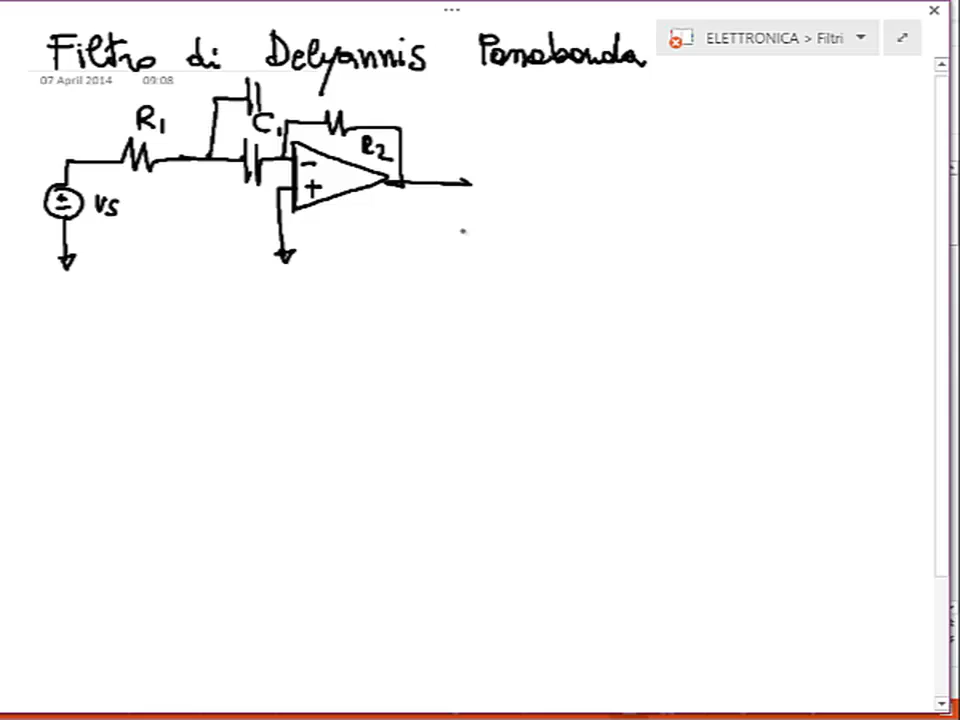 Filtro di Delyannis Passabanda
ELETTRONICA > Filtri
07 April 2014 09:08
R1
C1
R2
vs